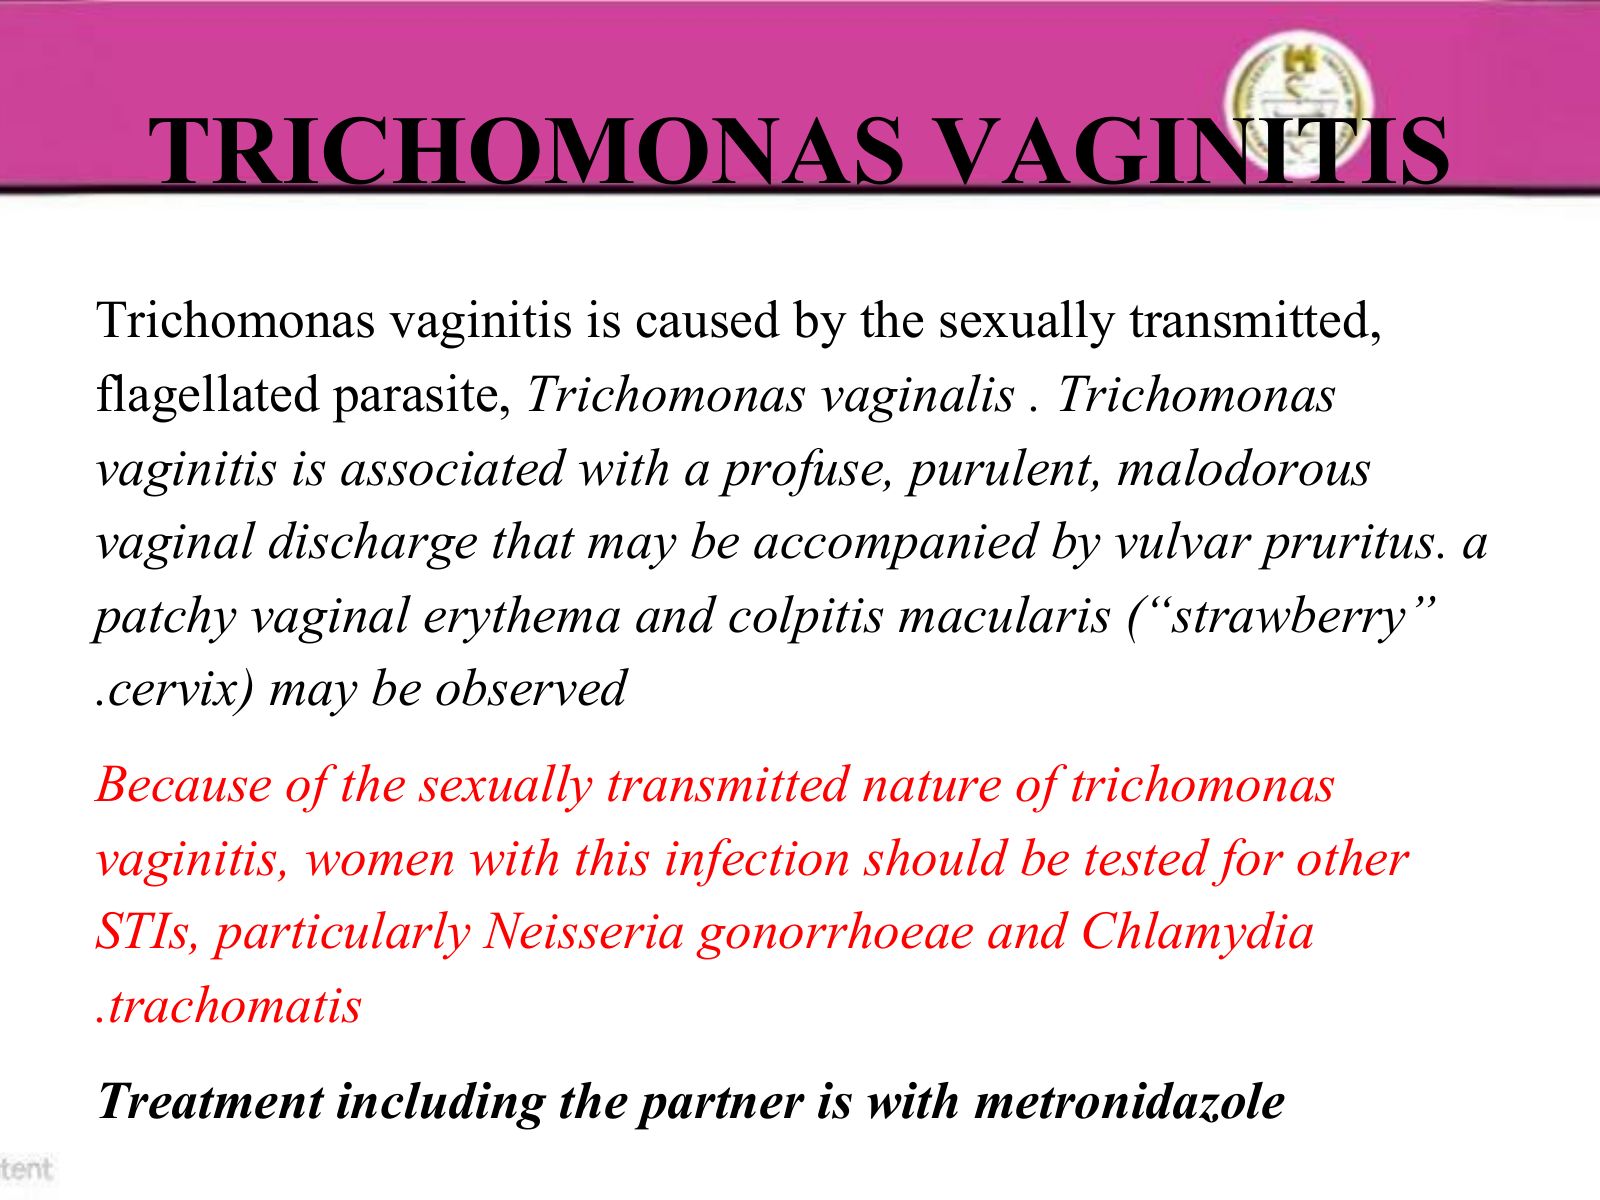 TRICHOMONAS VAGINITIS
Trichomonas vaginitis is caused by the sexually transmitted,
flagellated parasite, Trichomonas vaginalis . Trichomonas
vaginitis is associated with a profuse, purulent, malodorous
vaginal discharge that may be accompanied by vulvar pruritus. a
patchy vaginal erythema and colpitis macularis (“strawberry”
.cervix) may be observed
Because of the sexually transmitted nature of trichomonas
vaginitis, women with this infection should be tested for other
STIs, particularly Neisseria gonorrhoeae and Chlamydia
.trachomatis
Treatment including the partner is with metronidazole
tent